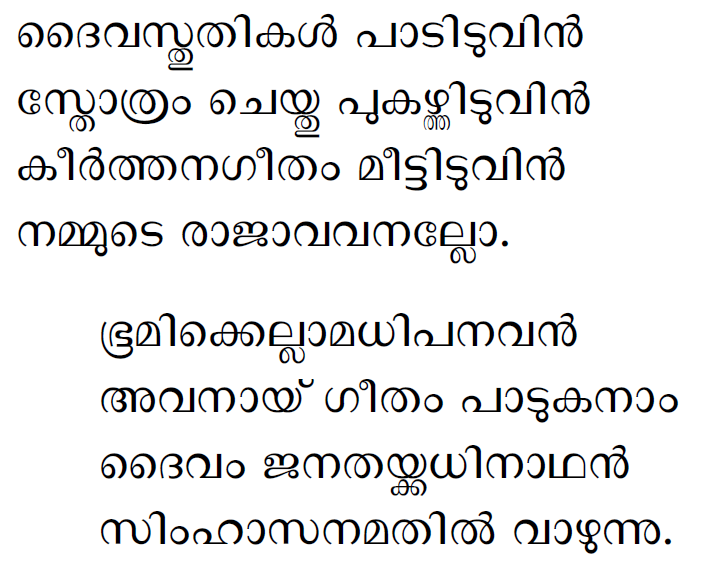 ദൈവസ്തുതികൾ പാടിടുവിൻ
സ്തോത്രം ചെയ്തു പുകഴ്ത്തിടുവിൻ
കീർത്തനഗീതം മീട്ടിടുവിൻ
നമ്മുടെ രാജാവവനല്ലോ.
ഭൂമിക്കെല്ലാമധിപനവൻ
അവനായ് ഗീതം പാടുകനാം
ദൈവം ജനതയ്ക്കധിനാഥൻ
സിംഹാസനമതിൽ വാഴുന്നു.